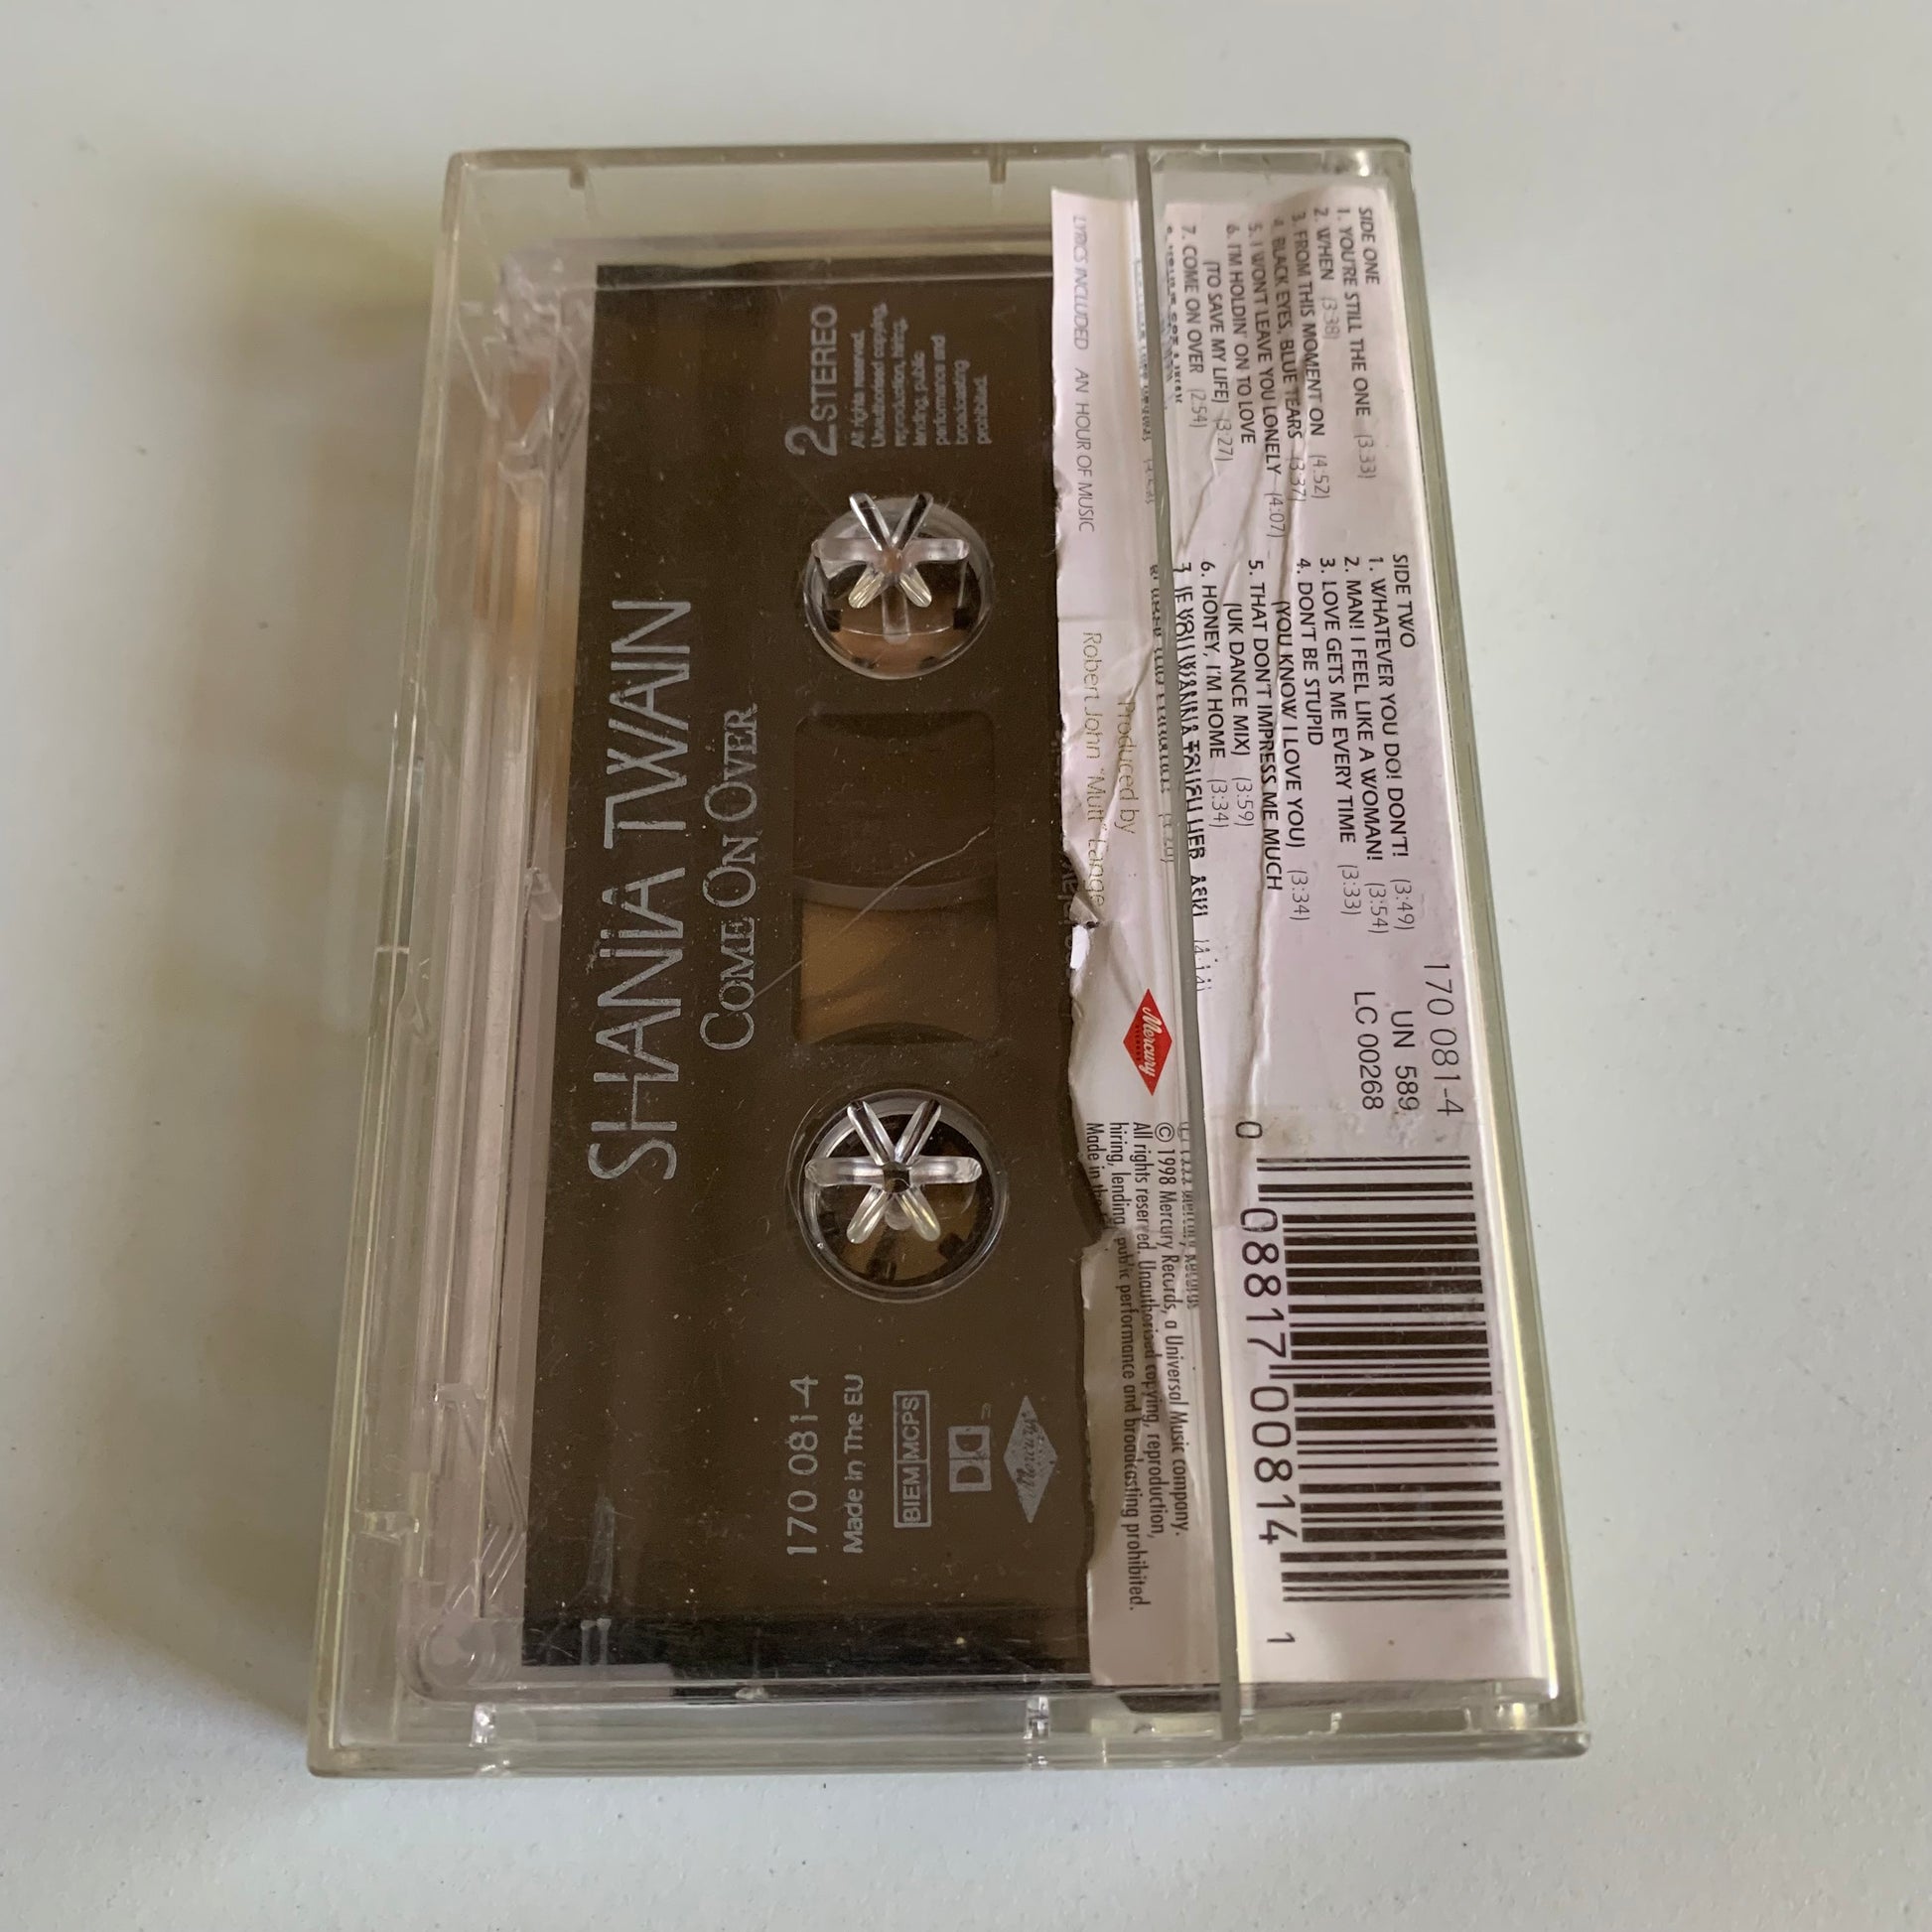 SIDE ONE
1. YOU'RE STILL THE ONE (3.33)
2. WHEN (3:38)
3. FROM THIS MOMENT ON (4:52)
4. BLACK EYES, BLUE TEARS (3:37)
5. I WON'T LEAVE YOU LONELY (4:07)
6. I'M HOLDIN' ON TO LOVE
(TO SAVE MY LIFE) (3:27)
7. COME ON OVER (2:54)
SIDE TWO
1. WHATEVER YOU DO! DON'T! (3:49)
2. MAN! I FEEL LIKE A WOMAN! (3:54)
3. LOVE GETS ME EVERY TIME (3:33)
4. DON'T BE STUPID
(YOU KNOW I LOVE YOU) (3:34)
5. THAT DON'T IMPRESS ME MUCH
(UK DANCE MIX) (3:59)
6. HONEY, I'M HOME (3:34)
170 081-4
UN 589
LC 00268
0 08817 00814 1
LYRICS INCLUDED AN HOUR OF MUSIC
Produced by
Robert John "Mutt" Lange
Mercury
© 1998 Mercury Records, a Universal Music company.
All rights reserved. Unauthorised copying, reproduction,
hiring, lending public performance and broadcasting prohibited.
Made in the
SHANIA TWAIN
COME ON OVER
2 STEREO
All rights reserved.
Unauthorised copying,
reproduction, hiring,
lending, public
performance and
broadcasting
prohibited.
170 081-4
Made In The EU
BIEM MCPS
Mercury